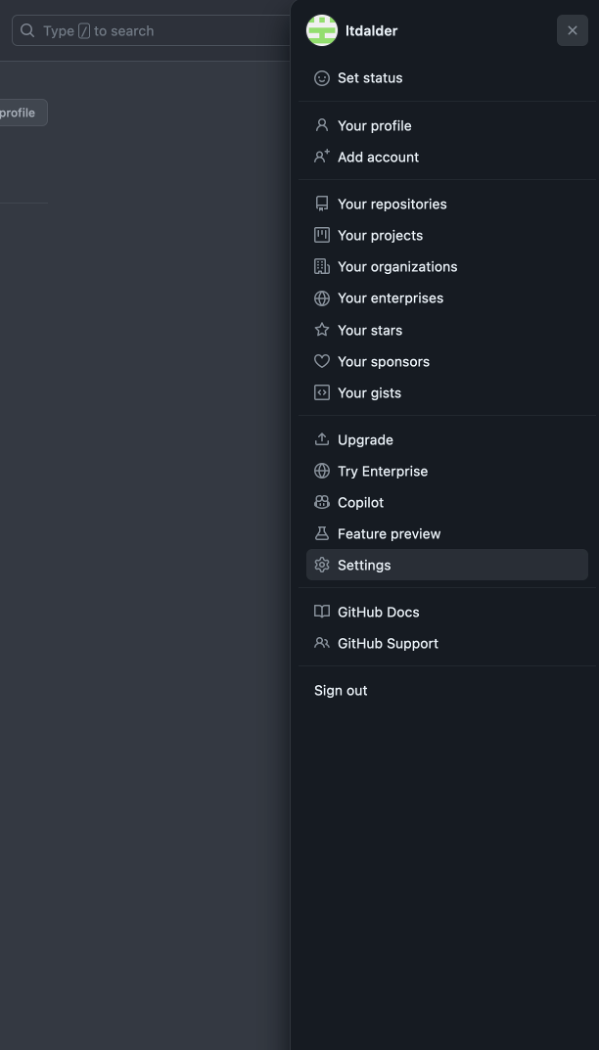 Type / to search
profile
ltdalder
Set status
Your profile
Add account
Your repositories
Your projects
Your organizations
Your enterprises
Your stars
Your sponsors
Your gists
Upgrade
Try Enterprise
Copilot
Feature preview
Settings
GitHub Docs
GitHub Support
Sign out